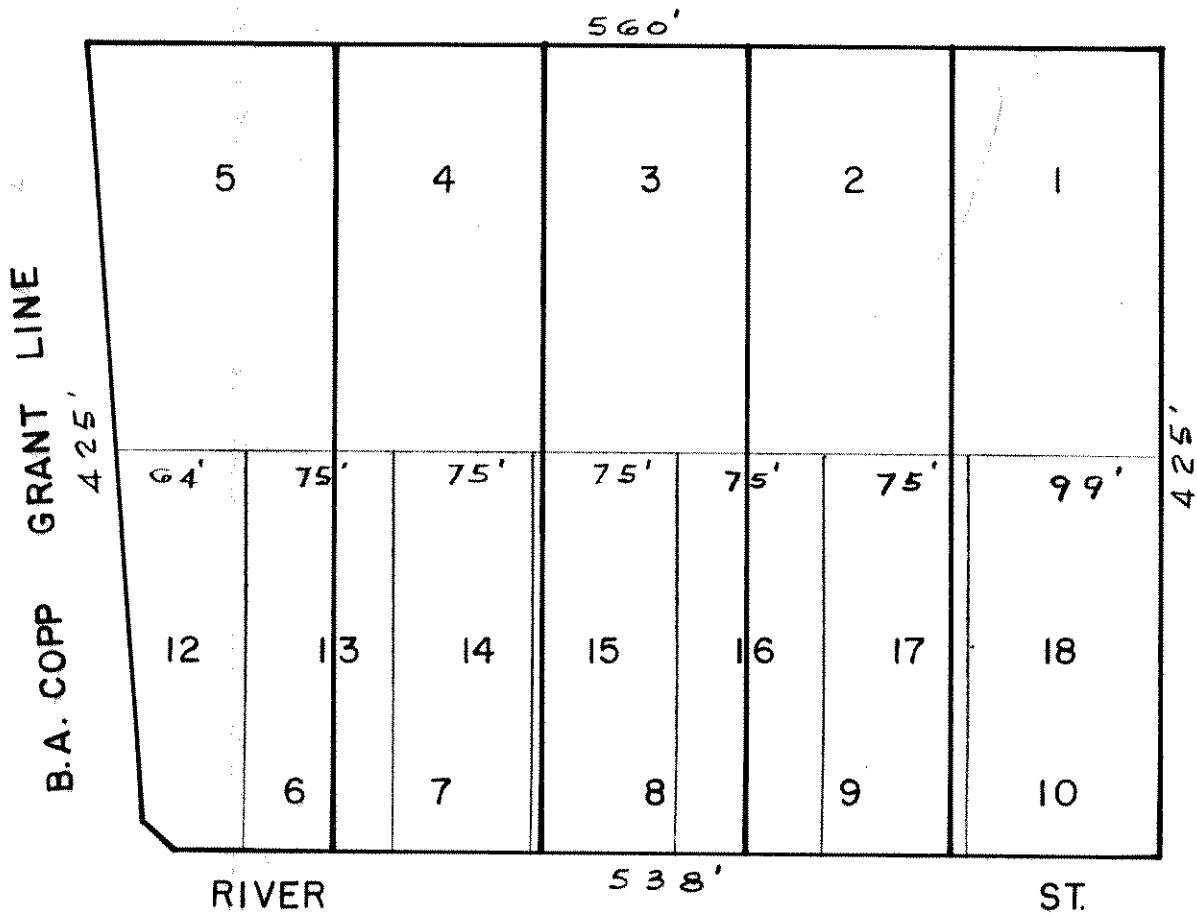 560'
5 4 3 2 1
B.A. COPP GRANT LINE
425'
425'
64' 75' 75' 75' 75' 75' 99'
12 13 14 15 16 17 18
6 7 8 9 10
538'
RIVER ST.